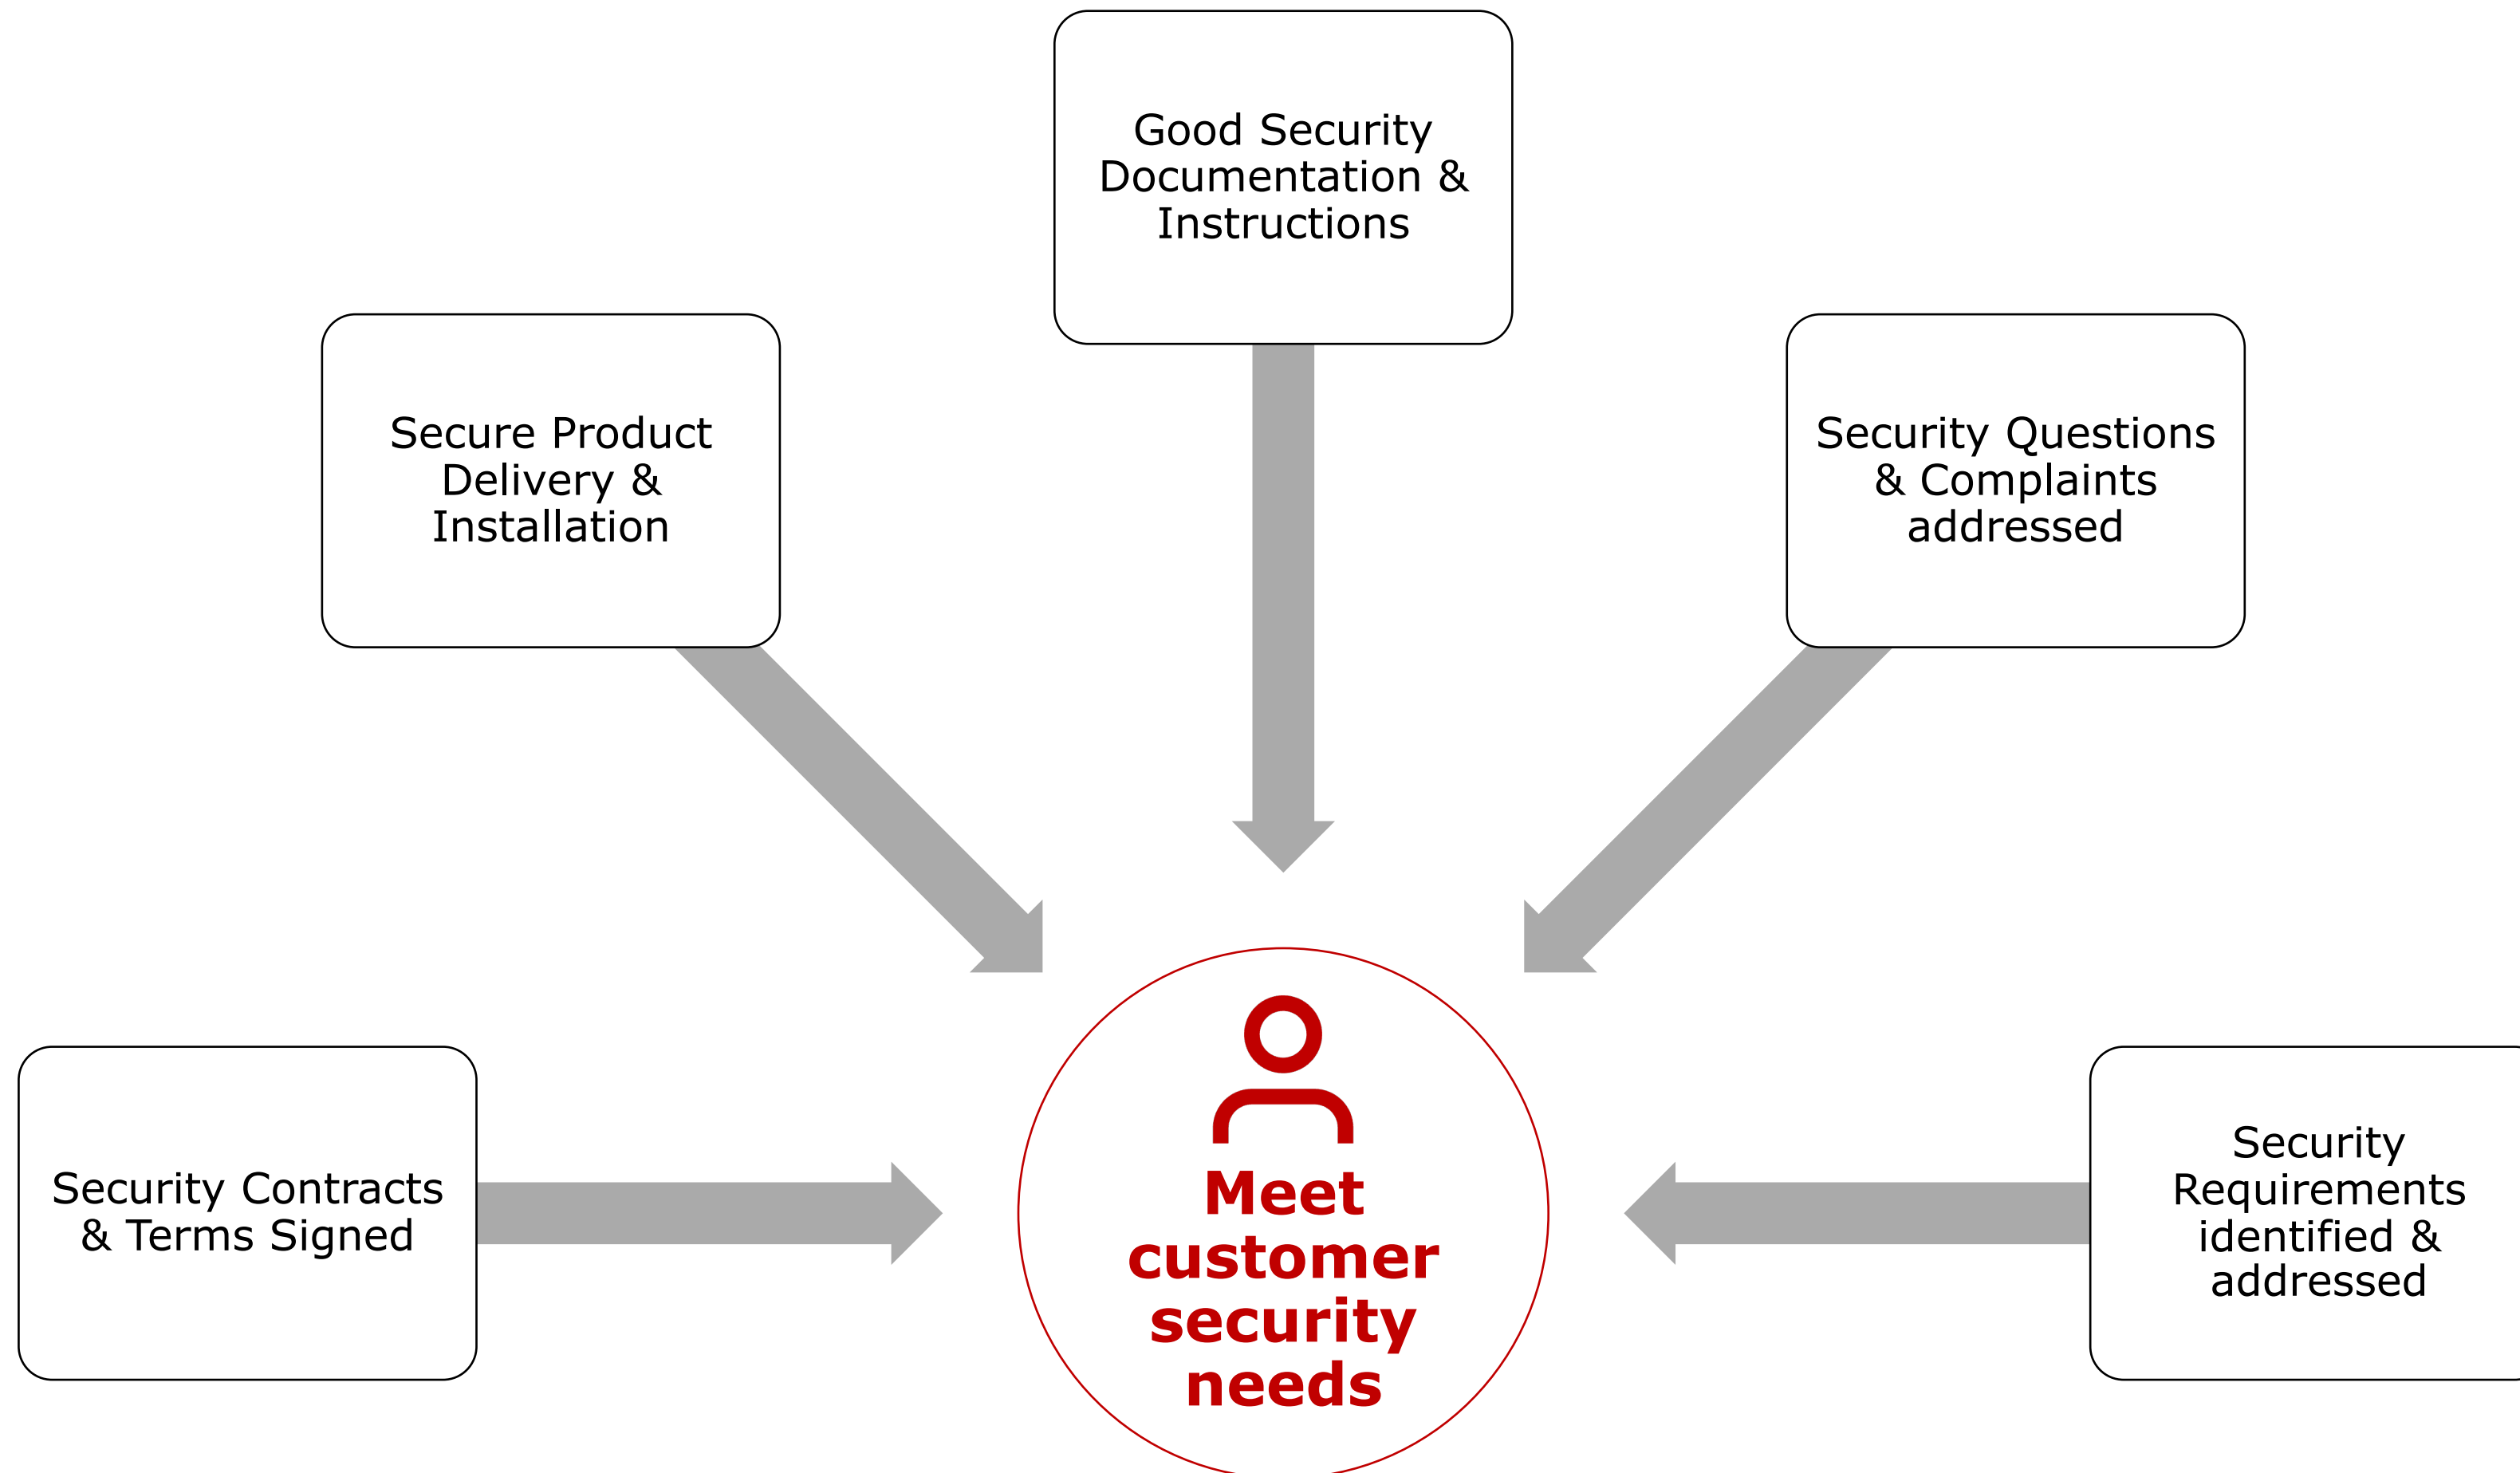 Good Security
Documentation &
Instructions
Secure Product
Delivery &
Installation
Security Questions
& Complaints
addressed
Security Contracts
& Terms Signed
Meet
customer
security
needs
Security
Requirements
identified &
addressed